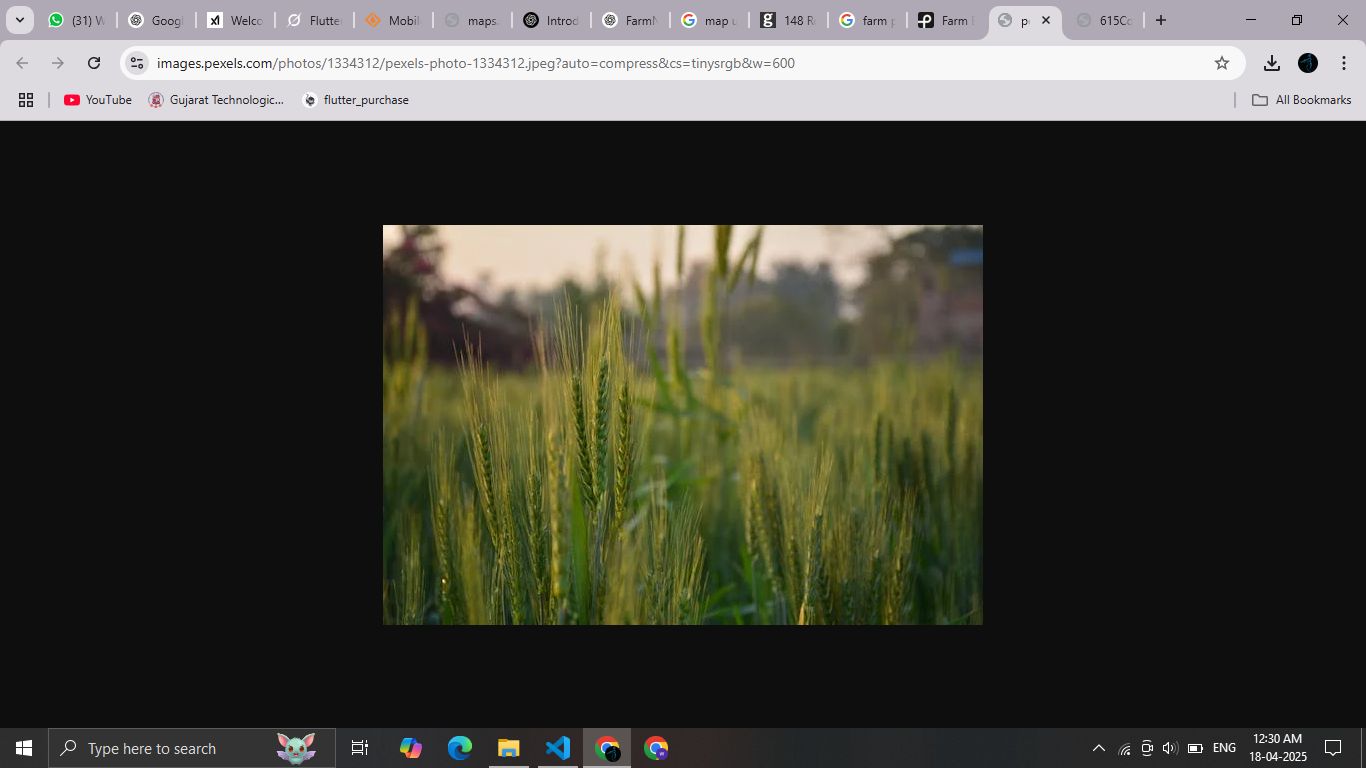 (31) W
Googl
Welco
Flutte
Mobil
maps.
Introd
FarmN
map u
148 Re
farm p
Farm
p
615Cc
images.pexels.com/photos/1334312/pexels-photo-1334312.jpeg?auto=compress&cs=tinysrgb&w=600
YouTube
Gujarat Technologic...
flutter_purchase
All Bookmarks
Type here to search
ENG
12:30 AM
18-04-2025